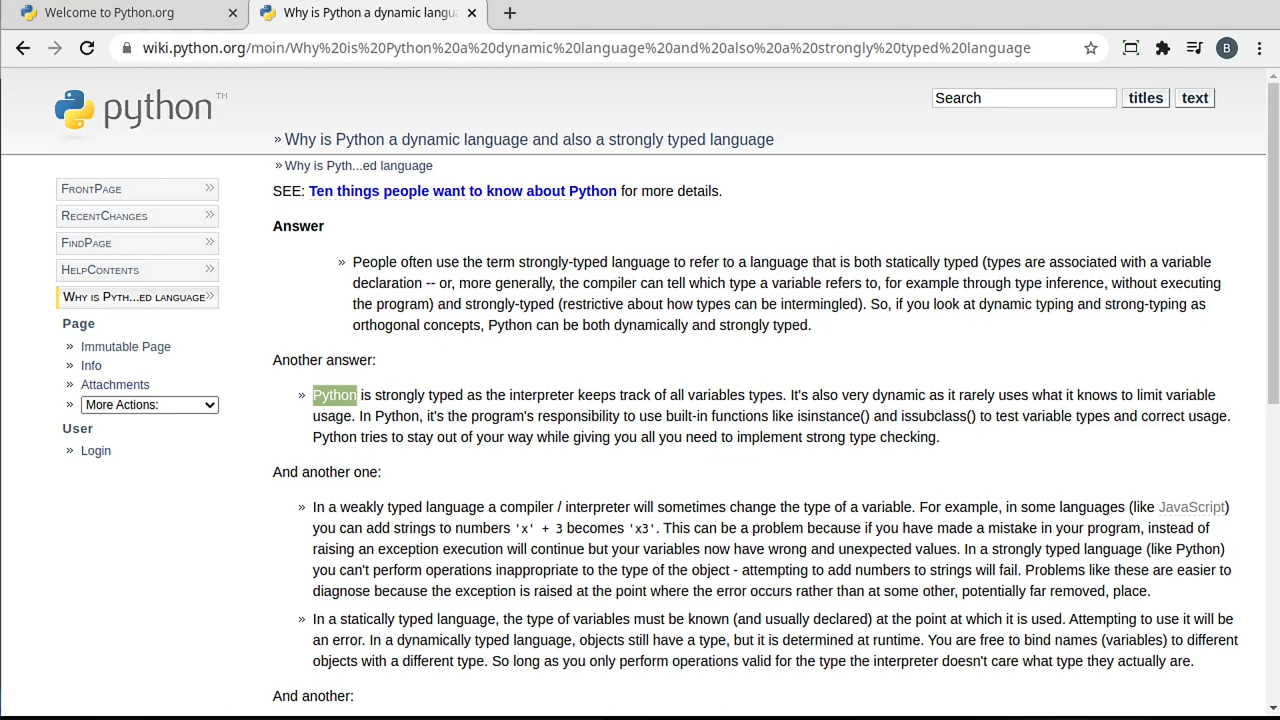 Welcome to Python.org
Why is Python a dynamic langu
wiki.python.org/moin/Why%20is%20Python%20a%20dynamic%20language%20and%20also%20a%20strongly%20typed%20language
B
python™
Search
titles
text
» Why is Python a dynamic language and also a strongly typed language
» Why is Pyth...ed language
FrontPage »
RecentChanges »
FindPage »
HelpContents »
Why is Pyth...ed language »
Page
» Immutable Page
» Info
» Attachments
» More Actions:
User
» Login
SEE: Ten things people want to know about Python for more details.
Answer
» People often use the term strongly-typed language to refer to a language that is both statically typed (types are associated with a variable
declaration -- or, more generally, the compiler can tell which type a variable refers to, for example through type inference, without executing
the program) and strongly-typed (restrictive about how types can be intermingled). So, if you look at dynamic typing and strong-typing as
orthogonal concepts, Python can be both dynamically and strongly typed.
Another answer:
» Python is strongly typed as the interpreter keeps track of all variables types. It's also very dynamic as it rarely uses what it knows to limit variable
usage. In Python, it's the program's responsibility to use built-in functions like isinstance() and issubclass() to test variable types and correct usage.
Python tries to stay out of your way while giving you all you need to implement strong type checking.
And another one:
» In a weakly typed language a compiler / interpreter will sometimes change the type of a variable. For example, in some languages (like JavaScript)
you can add strings to numbers 'x' + 3 becomes 'x3'. This can be a problem because if you have made a mistake in your program, instead of
raising an exception execution will continue but your variables now have wrong and unexpected values. In a strongly typed language (like Python)
you can't perform operations inappropriate to the type of the object - attempting to add numbers to strings will fail. Problems like these are easier to
diagnose because the exception is raised at the point where the error occurs rather than at some other, potentially far removed, place.
» In a statically typed language, the type of variables must be known (and usually declared) at the point at which it is used. Attempting to use it will be
an error. In a dynamically typed language, objects still have a type, but it is determined at runtime. You are free to bind names (variables) to different
objects with a different type. So long as you only perform operations valid for the type the interpreter doesn't care what type they actually are.
And another: